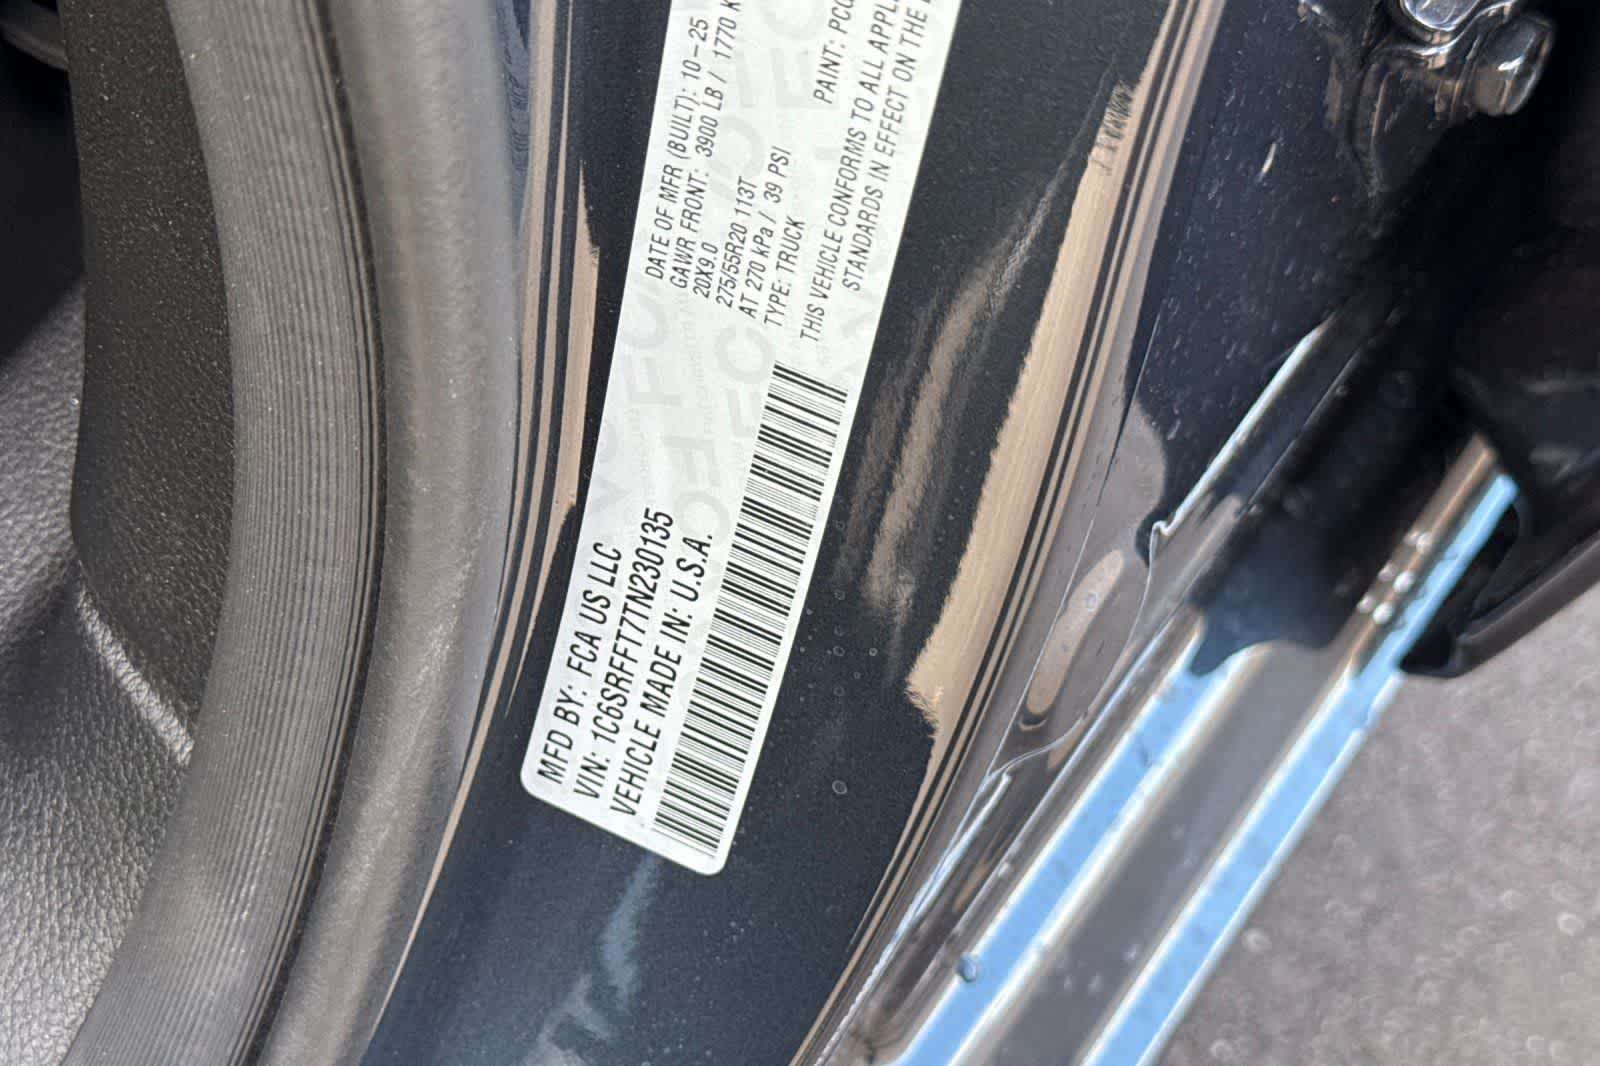 MFD BY: FCA US LLC
VIN: 1C6SRFFT7TN230135
VEHICLE MADE IN: U.S.A.
DATE OF MFR (BUILT): 10-25
GAWR FRONT: 3900 LB / 1770
20X9.0
275/55R20 113T
AT 270 kPa / 39 PSI
TYPE: TRUCK
PAINT:
THIS VEHICLE CONFORMS TO ALL
STANDARDS IN EFFECT ON THE